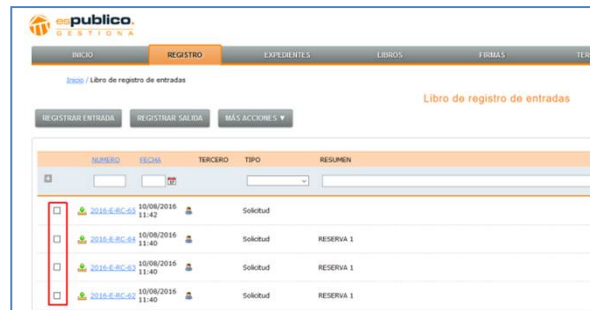 espublico.
GESTIONA
INICIO REGISTRO EXPEDIENTES LIBROS FIRMAS TER
Inicio / Libro de registro de entradas
Libro de registro de entradas
REGISTRAR ENTRADA REGISTRAR SALIDA MÁS ACCIONES ▼
NUMERO FECHA TERCERO TIPO RESUMEN
2016-E-RC-65 10/08/2016 11:42 Solicitud
2016-E-RC-64 10/08/2016 11:40 Solicitud RESERVA 1
2016-E-RC-63 10/08/2016 11:40 Solicitud RESERVA 1
2016-E-RC-62 10/08/2016 11:40 Solicitud RESERVA 1